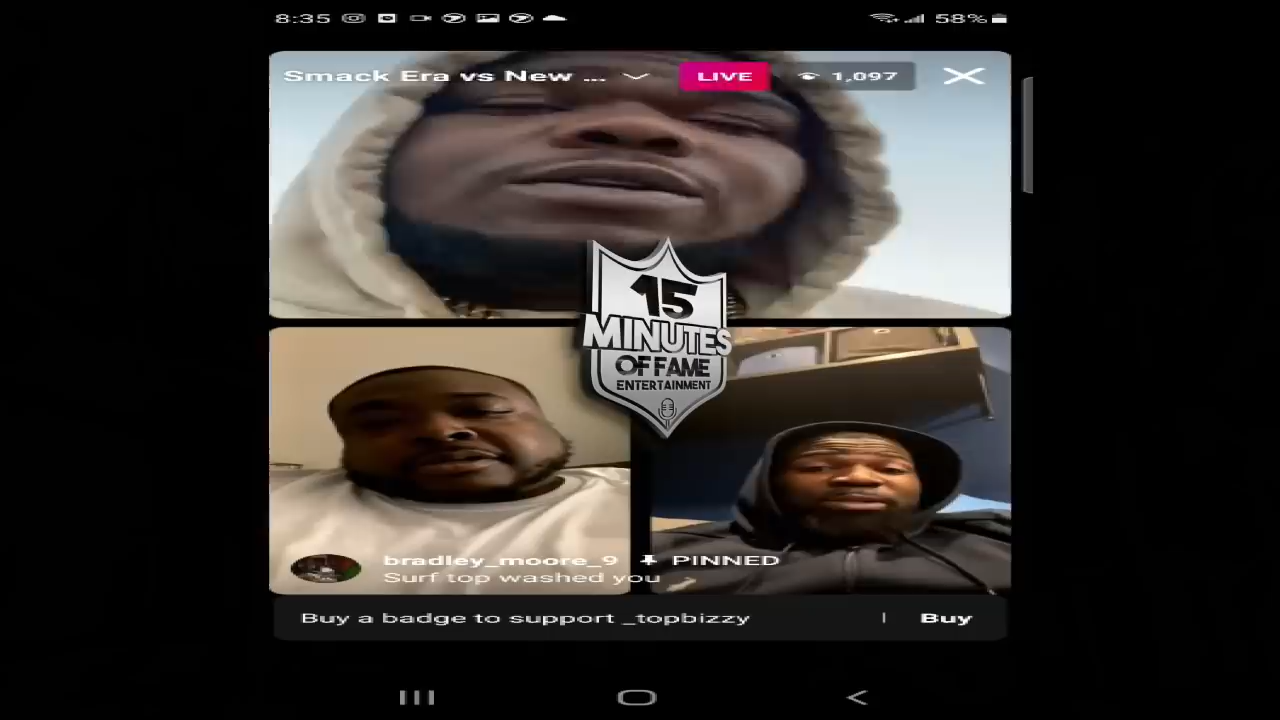 8:35
58%
Smack Era vs New ...
LIVE
1,097
15
MINUTES
OF FAME
ENTERTAINMENT
bradley_moore_9 PINNED
Surf top washed you
Buy a badge to support _topbizzy
Buy